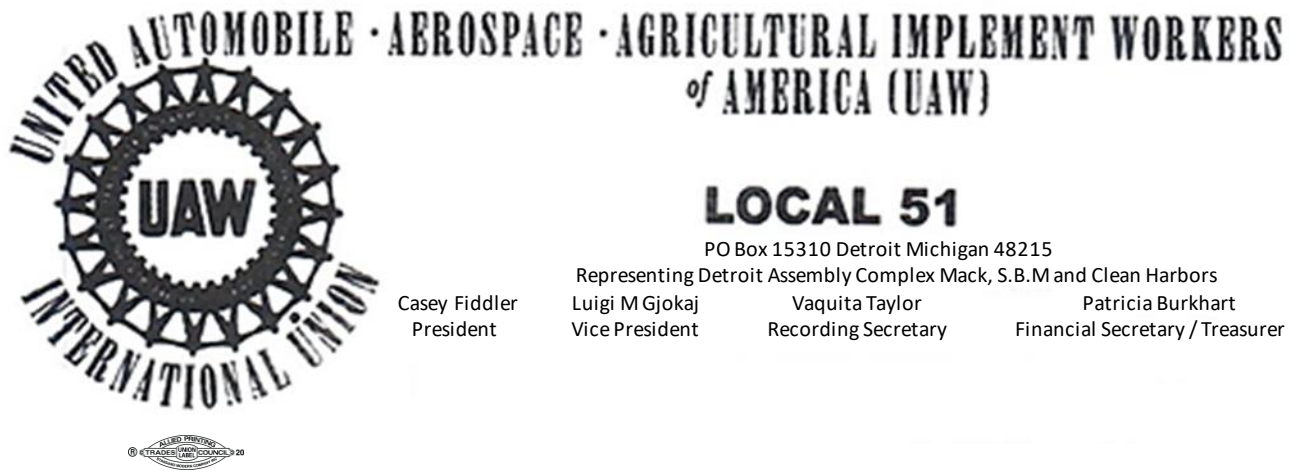 UNITED AUTOMOBILE · AEROSPACE · AGRICULTURAL IMPLEMENT WORKERS
of AMERICA (UAW)
UAW
INTERNATIONAL UNION
LOCAL 51
PO Box 15310 Detroit Michigan 48215
Representing Detroit Assembly Complex Mack, S.B.M and Clean Harbors
Casey Fiddler Luigi M Gjokaj Vaquita Taylor Patricia Burkhart
President Vice President Recording Secretary Financial Secretary / Treasurer
ALLIED PRINTING
® TRADES UNION LABEL COUNCIL 20